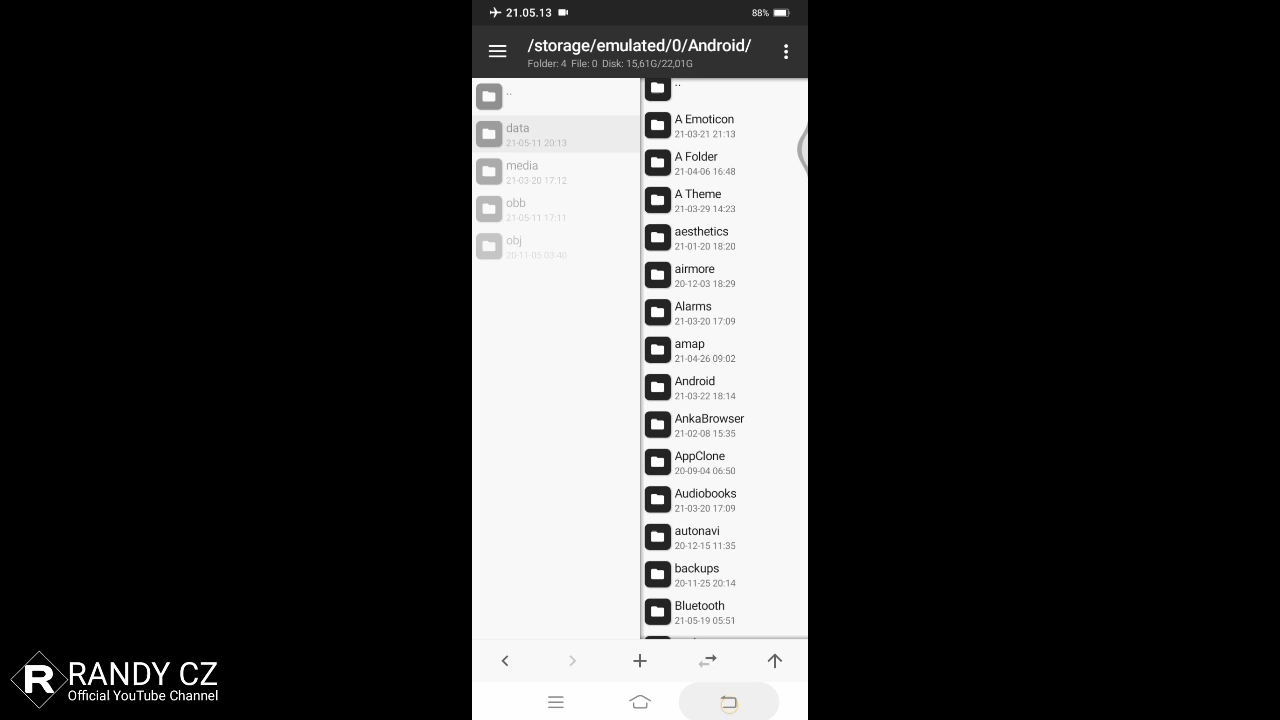 21.05.13
88%
/storage/emulated/0/Android/
Folder: 4 File: 0 Disk: 15,61G/22,01G
..
data
21-05-11 20:13
media
21-03-20 17:12
obb
21-05-11 17:11
obj
20-11-05 03:40
..
A Emoticon
21-03-21 21:13
A Folder
21-04-06 16:48
A Theme
21-03-29 14:23
aesthetics
21-01-20 18:20
airmore
20-12-03 18:29
Alarms
21-03-20 17:09
amap
21-04-26 09:02
Android
21-03-22 18:14
AnkaBrowser
21-02-08 15:35
AppClone
20-09-04 06:50
Audiobooks
21-03-20 17:09
autonavi
20-12-15 11:35
backups
20-11-25 20:14
Bluetooth
21-05-19 05:51
R RANDY CZ
Official YouTube Channel